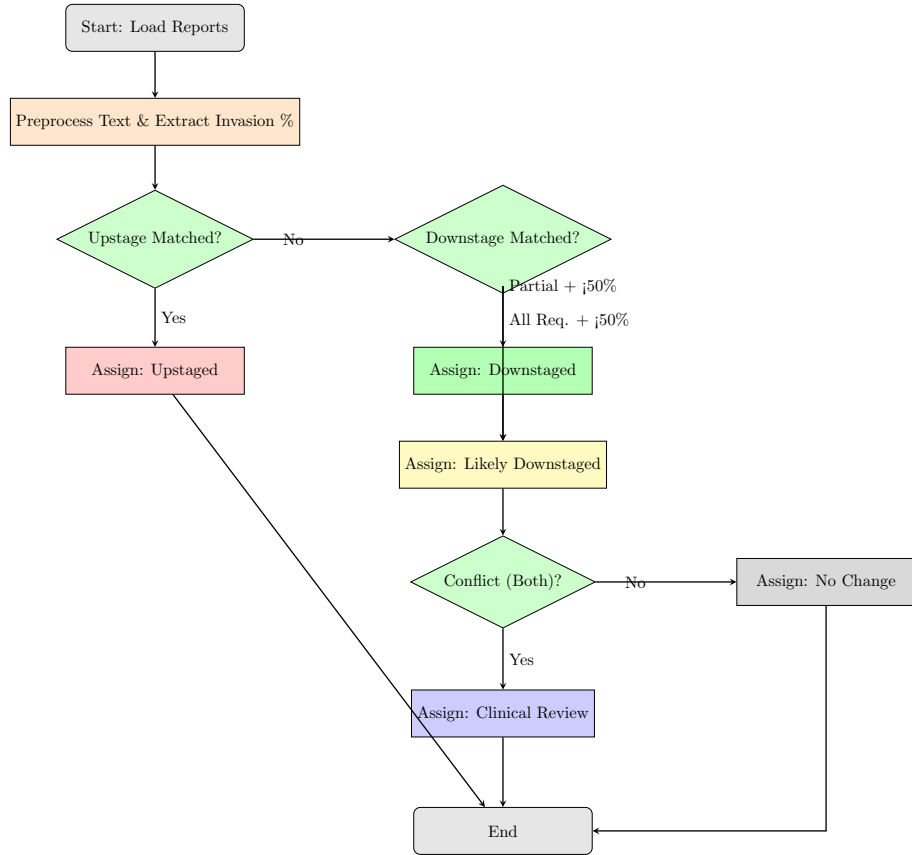 Start: Load Reports
Preprocess Text & Extract Invasion %
Upstage Matched?
No
Downstage Matched?
Partial + ¡50%
Yes
All Req. + ¡50%
Assign: Upstaged
Assign: Downstaged
Assign: Likely Downstaged
Conflict (Both)?
No
Assign: No Change
Yes
Assign: Clinical Review
End